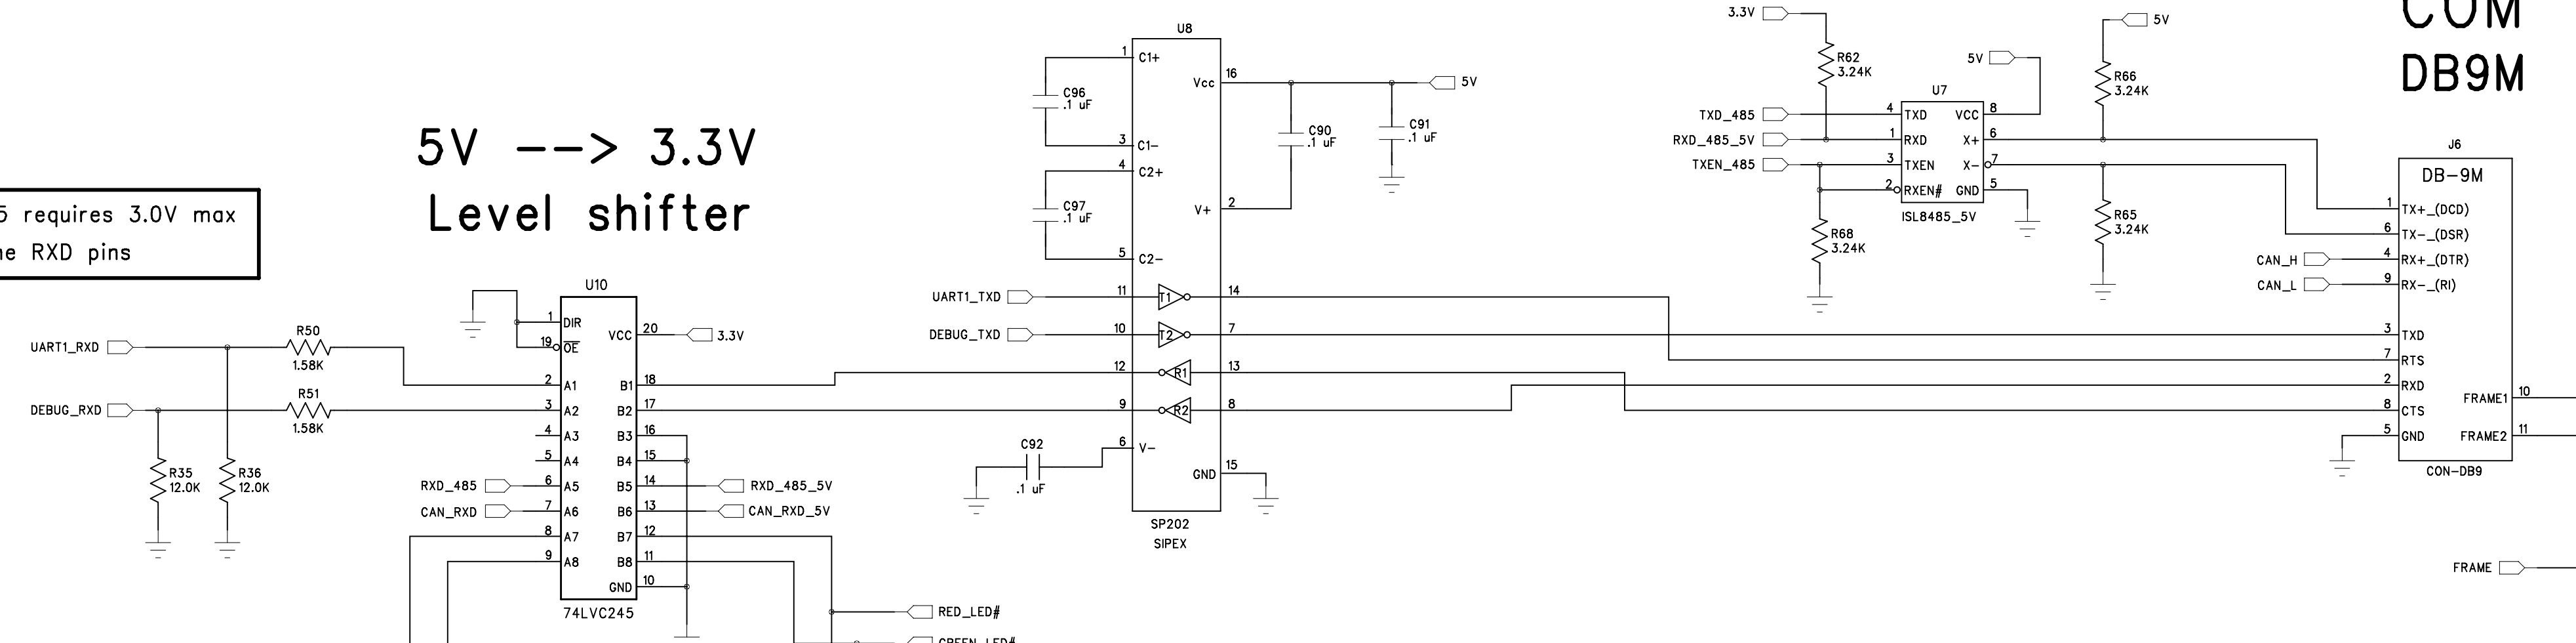 COM
DB9M
5V --> 3.3V
Level shifter
5 requires 3.0V max
RXD pins
UART1_RXD
R50
1.58K
DEBUG_RXD
R51
1.58K
R35
12.0K
R36
12.0K
U10
1 DIR
19 OE
VCC 20
3.3V
2 A1
B1 18
3 A2
B2 17
4 A3
B3 16
5 A4
B4 15
RXD_485
6 A5
B5 14
RXD_485_5V
CAN_RXD
7 A6
B6 13
CAN_RXD_5V
8 A7
B7 12
9 A8
B8 11
GND 10
74LVC245
RED_LED#
GREEN_LED#
U8
1 C1+
Vcc 16
5V
C96
.1 uF
3 C1-
4 C2+
C90
.1 uF
C91
.1 uF
C97
.1 uF
V+ 2
5 C2-
UART1_TXD
11 T1 14
DEBUG_TXD
10 T2 7
12 R1 13
9 R2 8
C92
.1 uF
6 V-
GND 15
SP202
SIPEX
3.3V
R62
3.24K
5V
5V
R66
3.24K
U7
TXD_485
4 TXD
VCC 8
RXD_485_5V
1 RXD
X+ 6
TXEN_485
3 TXEN
X- 7
2 RXEN#
GND 5
ISL8485_5V
R68
3.24K
R65
3.24K
J6
DB-9M
1 TX+_(DCD)
6 TX-_(DSR)
CAN_H
4 RX+_(DTR)
CAN_L
9 RX-_(RI)
3 TXD
7 RTS
2 RXD
FRAME1 10
8 CTS
5 GND
FRAME2 11
CON-DB9
FRAME